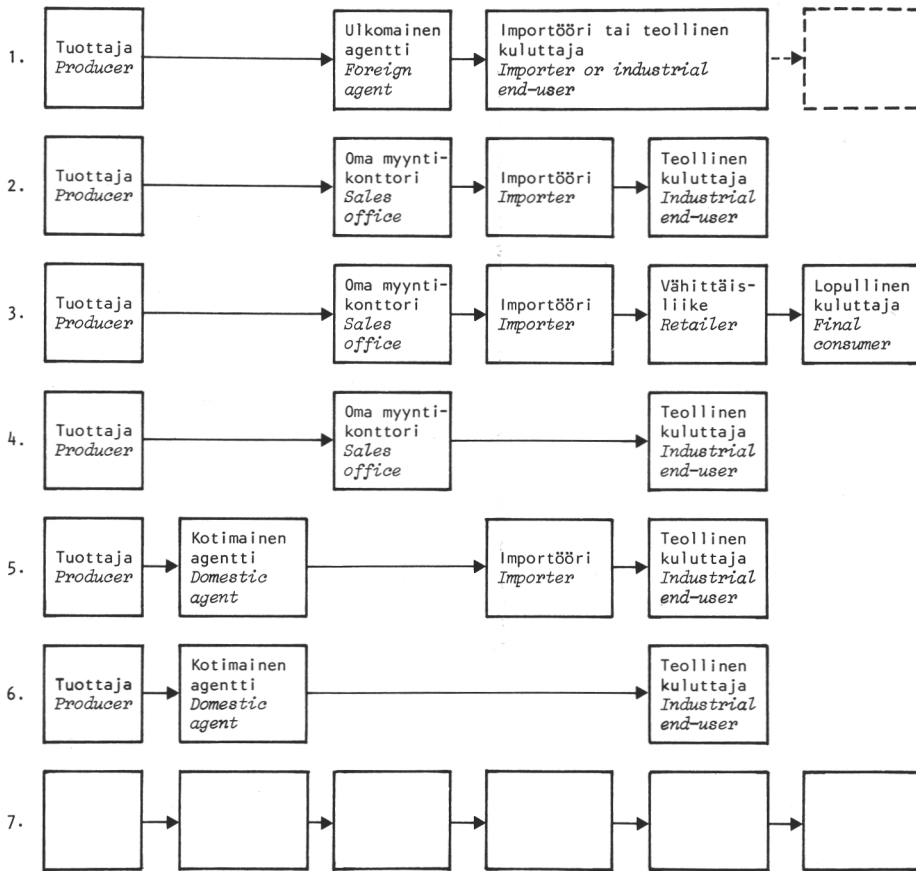 1.
Tuottaja
Producer
Ulkomainen
agentti
Foreign
agent
Importööri tai teollinen
kuluttaja
Importer or industrial
end-user
2.
Tuottaja
Producer
Oma myynti-
konttori
Sales
office
Importööri
Importer
Teollinen
kuluttaja
Industrial
end-user
3.
Tuottaja
Producer
Oma myynti-
konttori
Sales
office
Importööri
Importer
Vähittäis-
liike
Retailer
Lopullinen
kuluttaja
Final
consumer
4.
Tuottaja
Producer
Oma myynti-
konttori
Sales
office
Teollinen
kuluttaja
Industrial
end-user
5.
Tuottaja
Producer
Kotimainen
agentti
Domestic
agent
Importööri
Importer
Teollinen
kuluttaja
Industrial
end-user
6.
Tuottaja
Producer
Kotimainen
agentti
Domestic
agent
Teollinen
kuluttaja
Industrial
end-user
7.